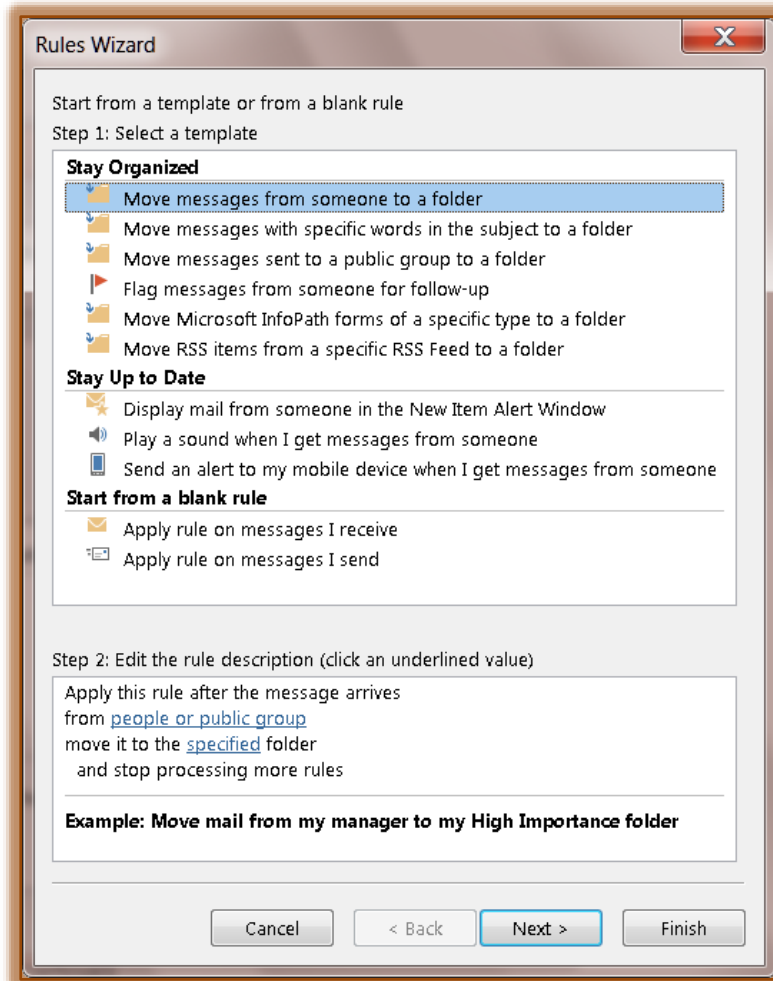 Rules Wizard
X
Start from a template or from a blank rule
Step 1: Select a template
Stay Organized
Move messages from someone to a folder
Move messages with specific words in the subject to a folder
Move messages sent to a public group to a folder
Flag messages from someone for follow-up
Move Microsoft InfoPath forms of a specific type to a folder
Move RSS items from a specific RSS Feed to a folder
Stay Up to Date
Display mail from someone in the New Item Alert Window
Play a sound when I get messages from someone
Send an alert to my mobile device when I get messages from someone
Start from a blank rule
Apply rule on messages I receive
Apply rule on messages I send
Step 2: Edit the rule description (click an underlined value)
Apply this rule after the message arrives
from people or public group
move it to the specified folder
and stop processing more rules
Example: Move mail from my manager to my High Importance folder
Cancel < Back Next > Finish